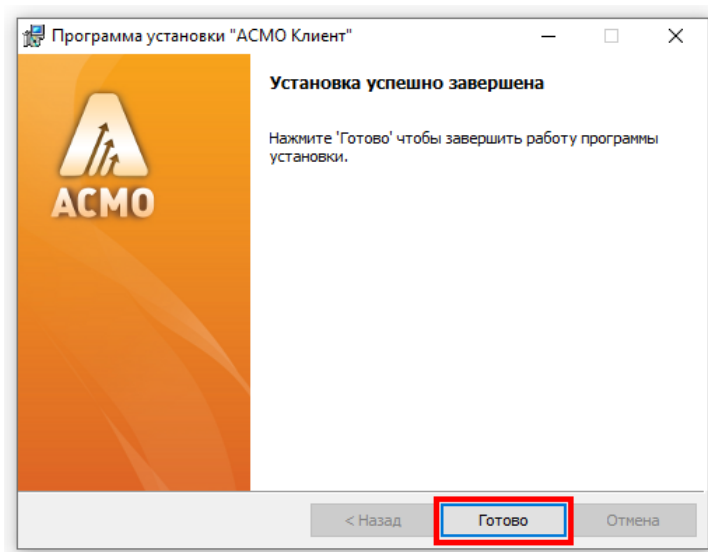 Программа установки "АСМО Клиент"
Установка успешно завершена
Нажмите 'Готово' чтобы завершить работу программы
установки.
АСМО
< Назад
Готово
Отмена